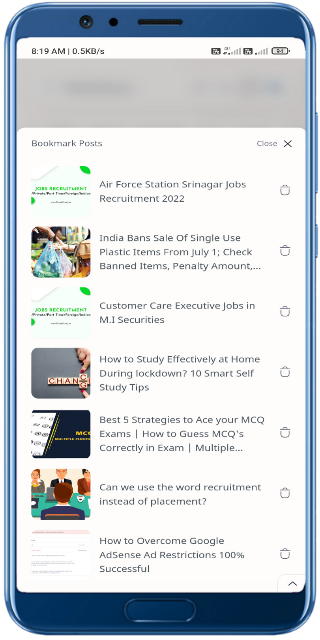 8:19 AM | 0.5KB/s
Bookmark Posts
Close
JOBS RECRUITMENT
Air Force Station Srinagar Jobs
Recruitment 2022
India Bans Sale Of Single Use
Plastic Items From July 1; Check
Banned Items, Penalty Amount,...
JOBS RECRUITMENT
Customer Care Executive Jobs in
M.I Securities
CHAN
How to Study Effectively at Home
During lockdown? 10 Smart Self
Study Tips
Best 5 Strategies to Ace your MCQ
Exams | How to Guess MCQ's
Correctly in Exam | Multiple...
Can we use the word recruitment
instead of placement?
How to Overcome Google
AdSense Ad Restrictions 100%
Successful